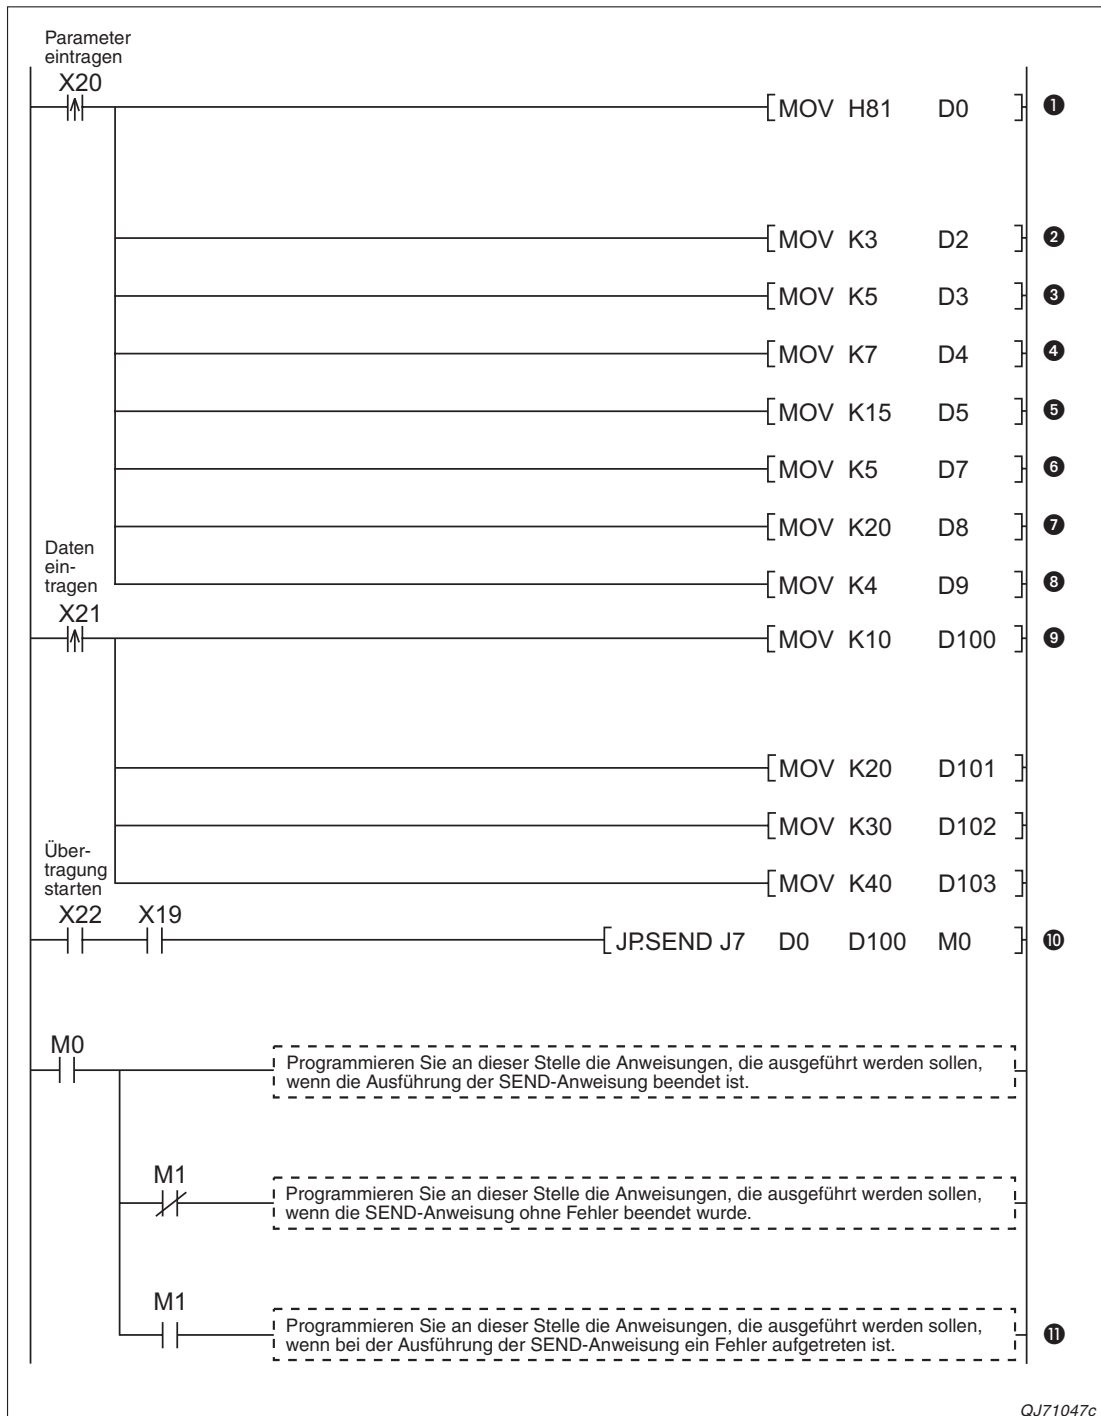 Parameter
eintragen
X20
MOV H81 D0 ❶
MOV K3 D2 ❷
MOV K5 D3 ❸
MOV K7 D4 ❹
MOV K15 D5 ❺
MOV K5 D7 ❻
MOV K20 D8 ❼
Daten
ein-
tragen
MOV K4 D9 ❽
X21
MOV K10 D100 ❾
MOV K20 D101
MOV K30 D102
Über-
tragung
starten
MOV K40 D103
X22 X19
JP.SEND J7 D0 D100 M0 ❿
M0
Programmieren Sie an dieser Stelle die Anweisungen, die ausgeführt werden sollen,
wenn die Ausführung der SEND-Anweisung beendet ist.
M1
Programmieren Sie an dieser Stelle die Anweisungen, die ausgeführt werden sollen,
wenn die SEND-Anweisung ohne Fehler beendet wurde.
M1
Programmieren Sie an dieser Stelle die Anweisungen, die ausgeführt werden sollen,
wenn bei der Ausführung der SEND-Anweisung ein Fehler aufgetreten ist. ⓫
QJ71047c